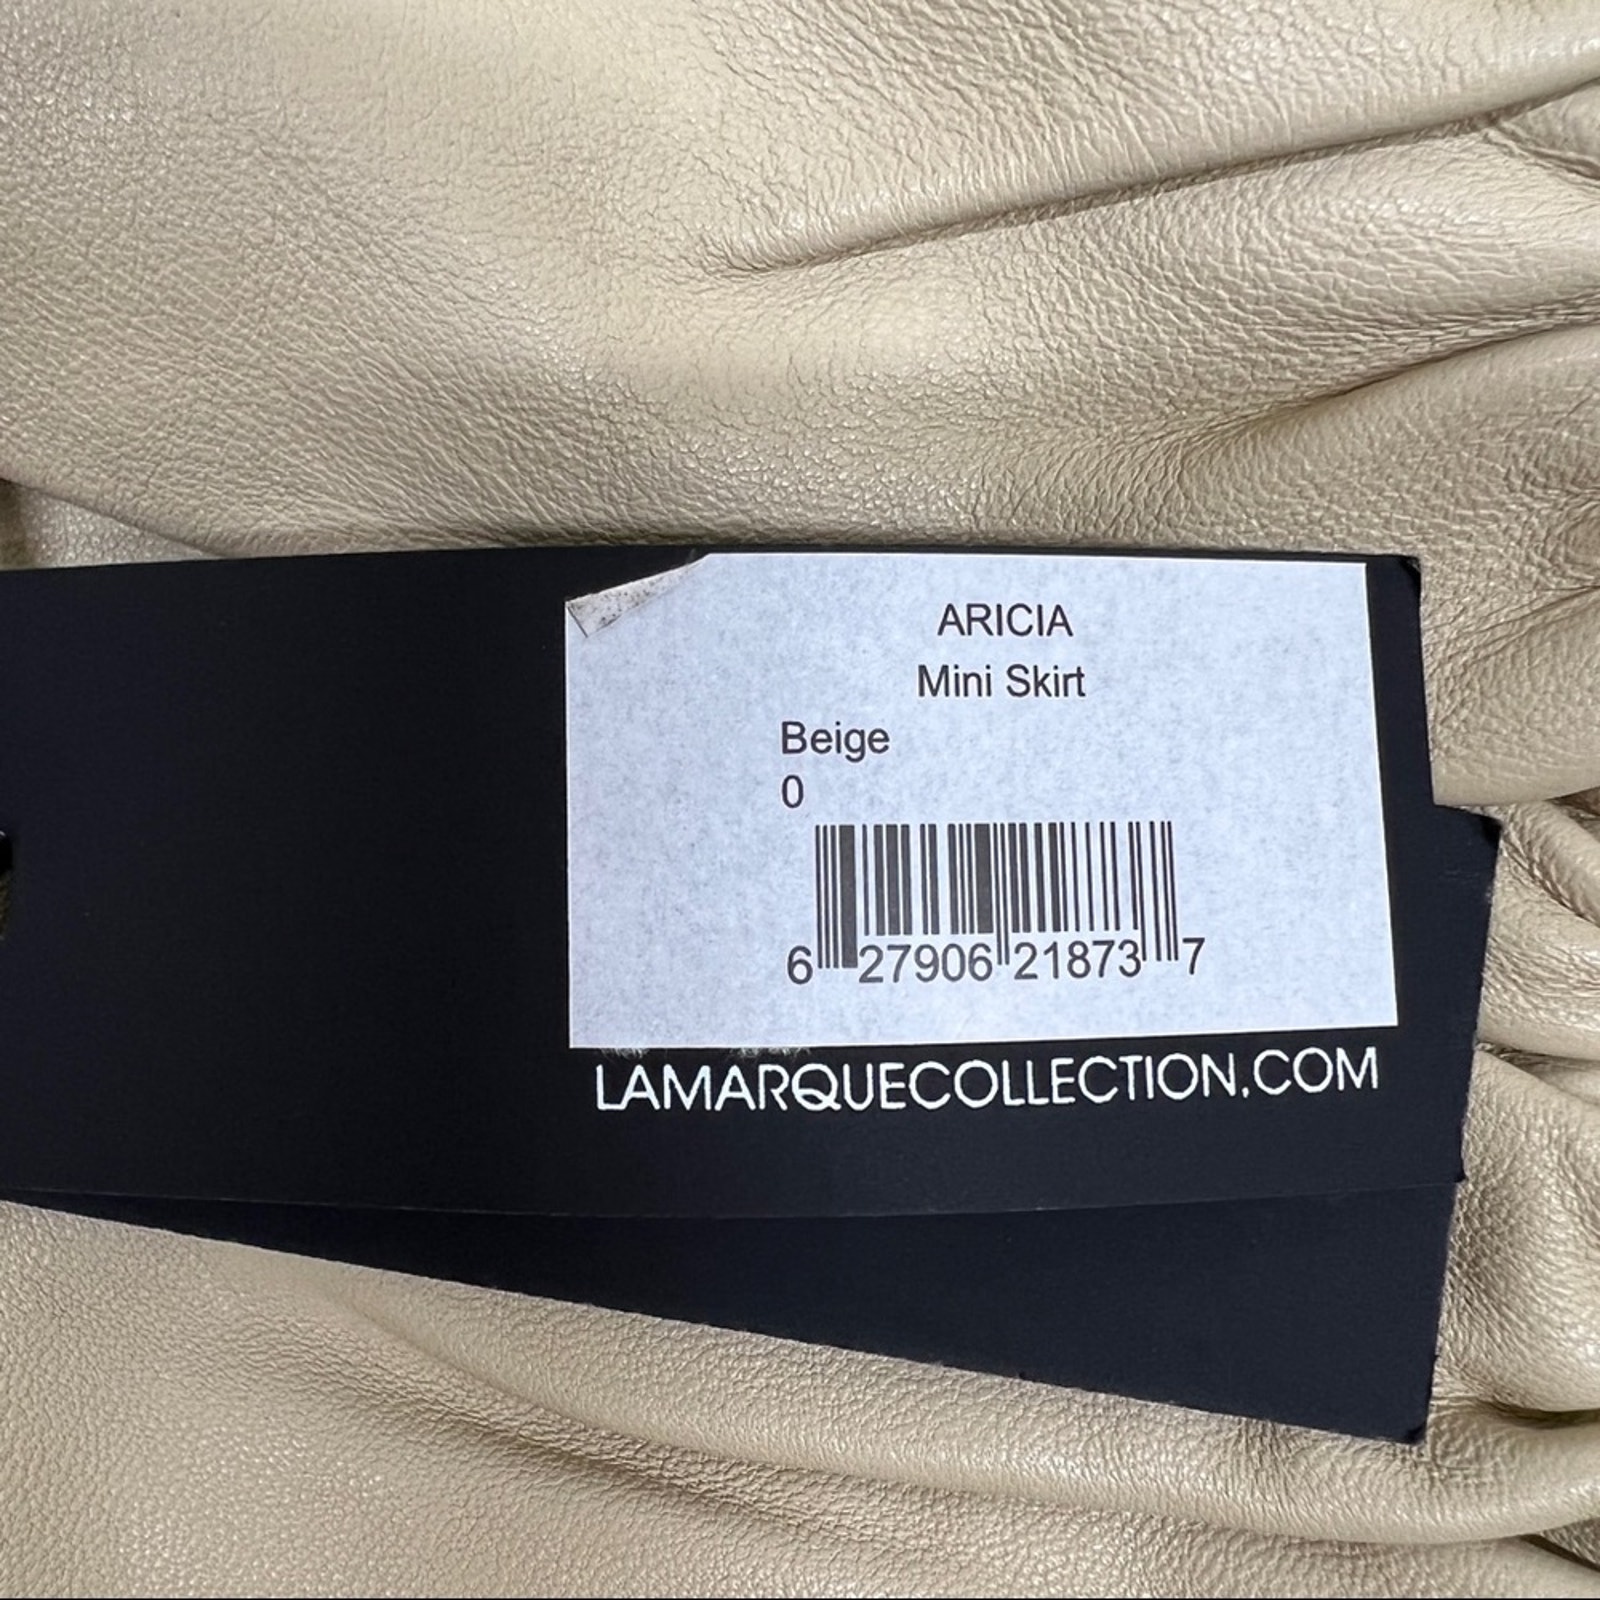 ARICIA
Mini Skirt
Beige
0
6 27906 21873 7
LAMARQUECOLLECTION.COM